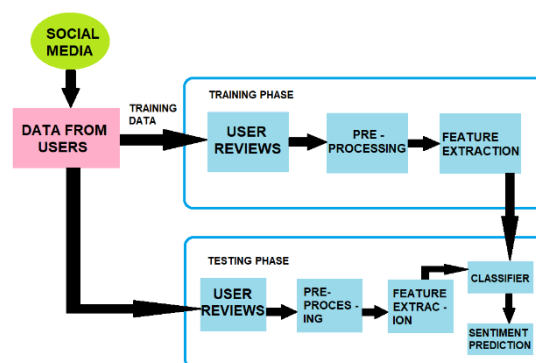 SOCIAL
MEDIA
DATA FROM
USERS
TRAINING
DATA
TRAINING PHASE
USER
REVIEWS
PRE -
PROCESSING
FEATURE
EXTRACTION
TESTING PHASE
USER
REVIEWS
PRE-
PROCES -
ING
FEATURE
EXTRAC -
ION
CLASSIFIER
SENTIMENT
PREDICTION